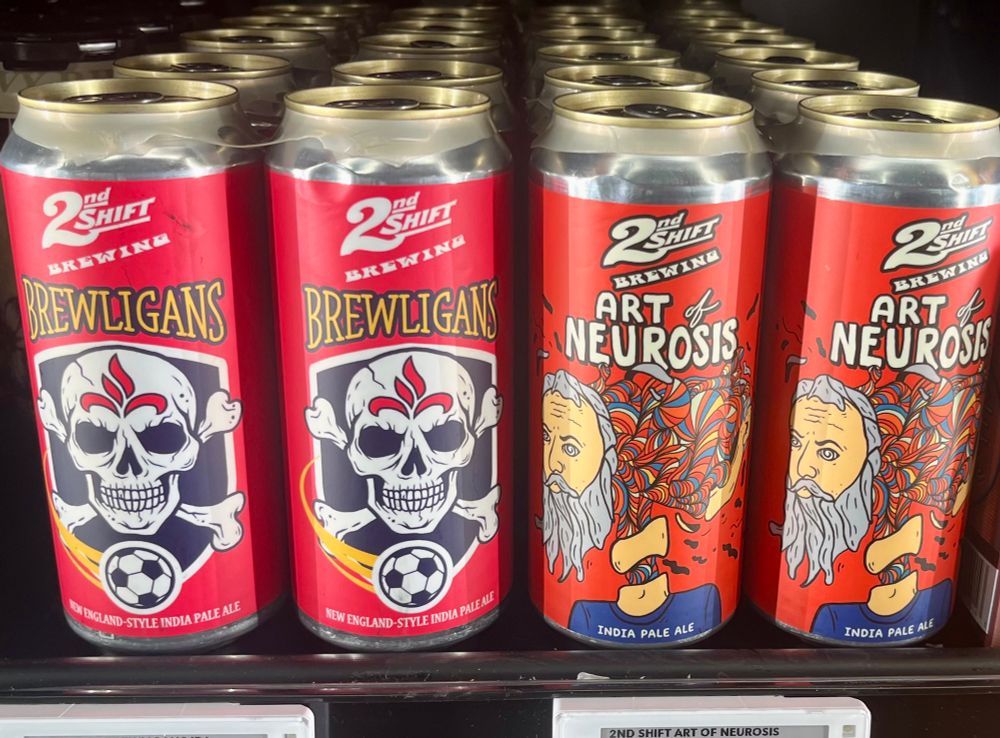 2nd
SHIFT
BREWING
BREWLIGANS
NEW ENGLAND-STYLE INDIA PALE ALE
2nd
SHIFT
BREWING
BREWLIGANS
NEW ENGLAND-STYLE INDIA PALE ALE
2nd
SHIFT
BREWING
ART of
NEUROSIS
INDIA PALE ALE
2nd
SHIFT
BREWING
ART of
NEUROSIS
INDIA PALE ALE
2ND SHIFT ART OF NEUROSIS